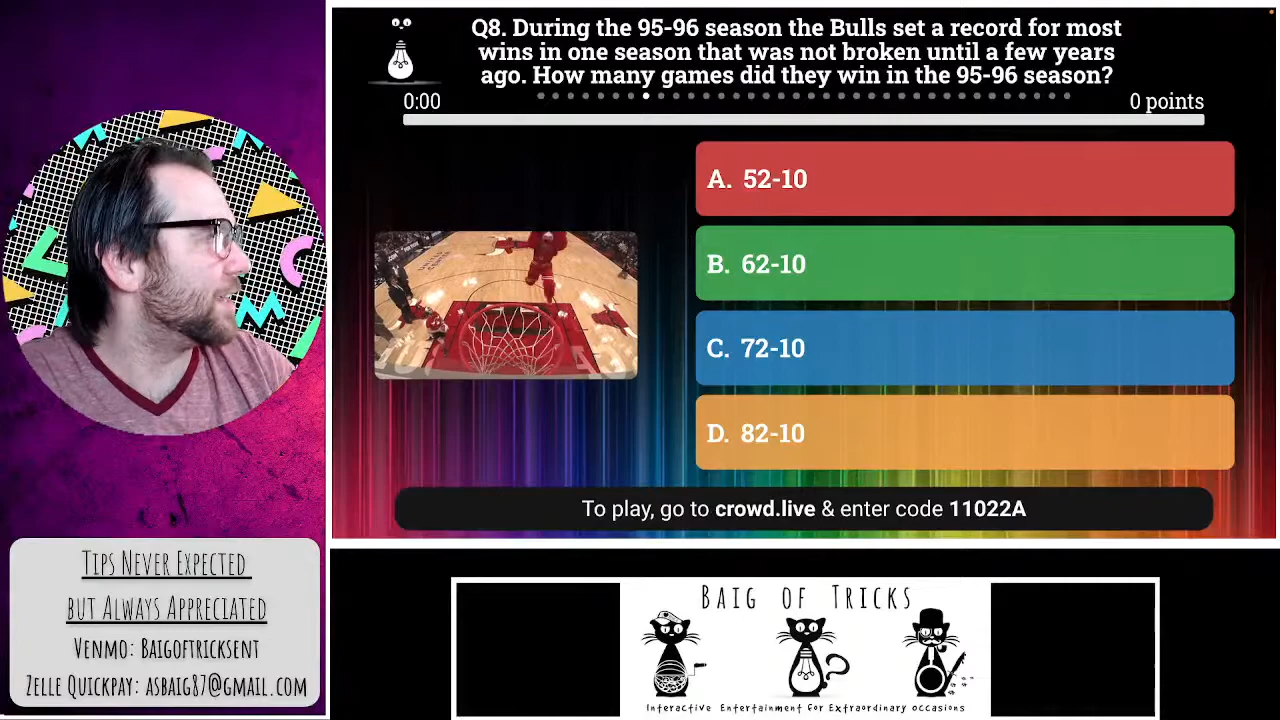 Q8. During the 95-96 season the Bulls set a record for most
wins in one season that was not broken until a few years
ago. How many games did they win in the 95-96 season?
0:00
0 points
A. 52-10
B. 62-10
C. 72-10
D. 82-10
To play, go to crowd.live & enter code 11022A
Tips Never Expected
but Always Appreciated
Venmo: Baigoftricksent
Zelle Quickpay: asbaig87@gmail.com
Baig of Tricks
Interactive Entertainment for Extraordinary Occasions